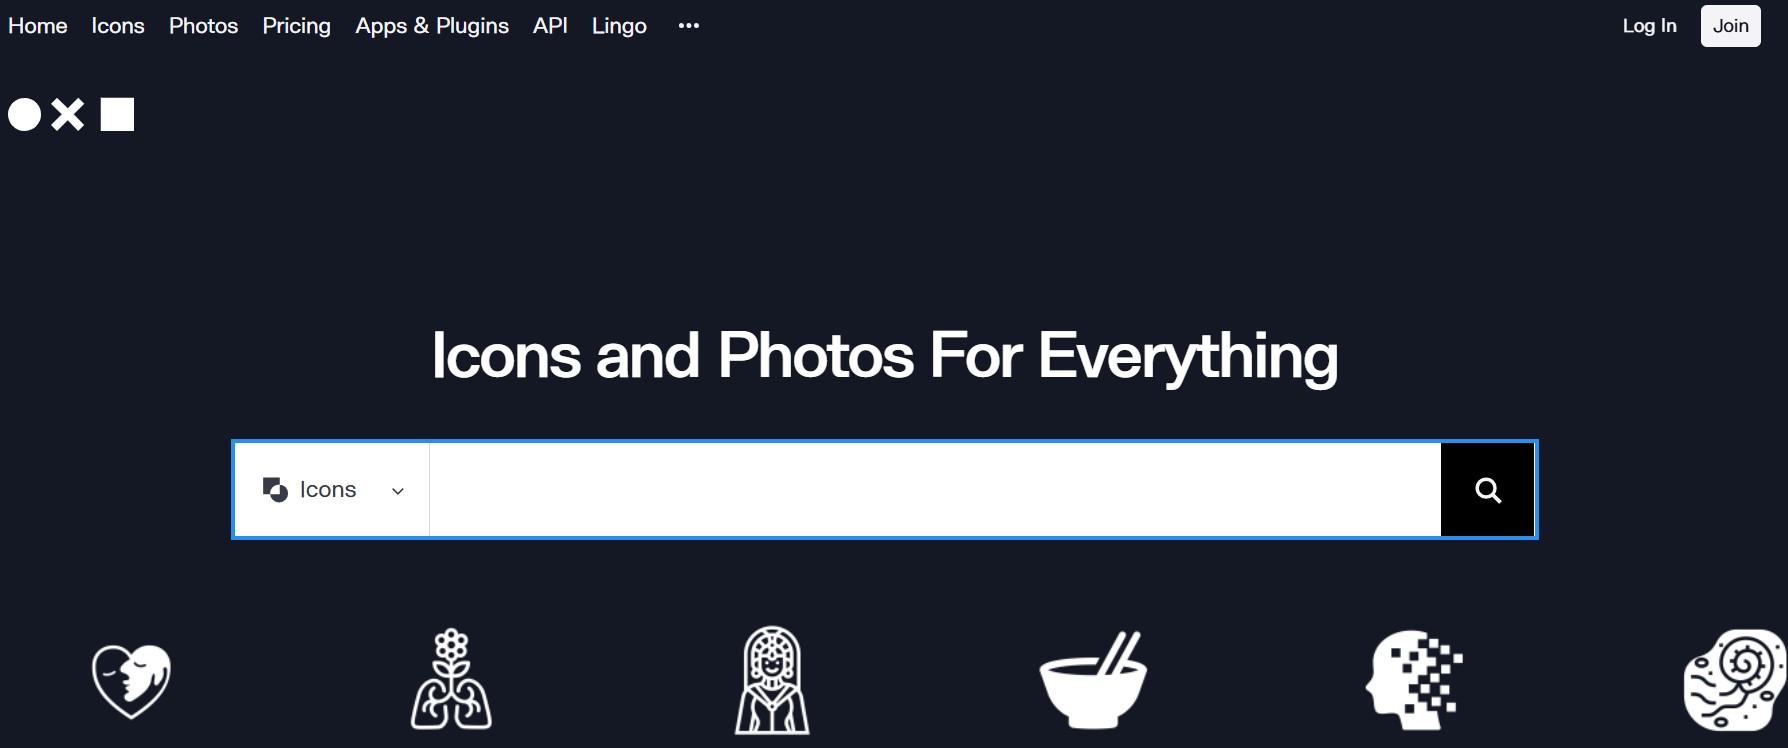 Home Icons Photos Pricing Apps & Plugins API Lingo ••• Log In Join
Icons and Photos For Everything
Icons